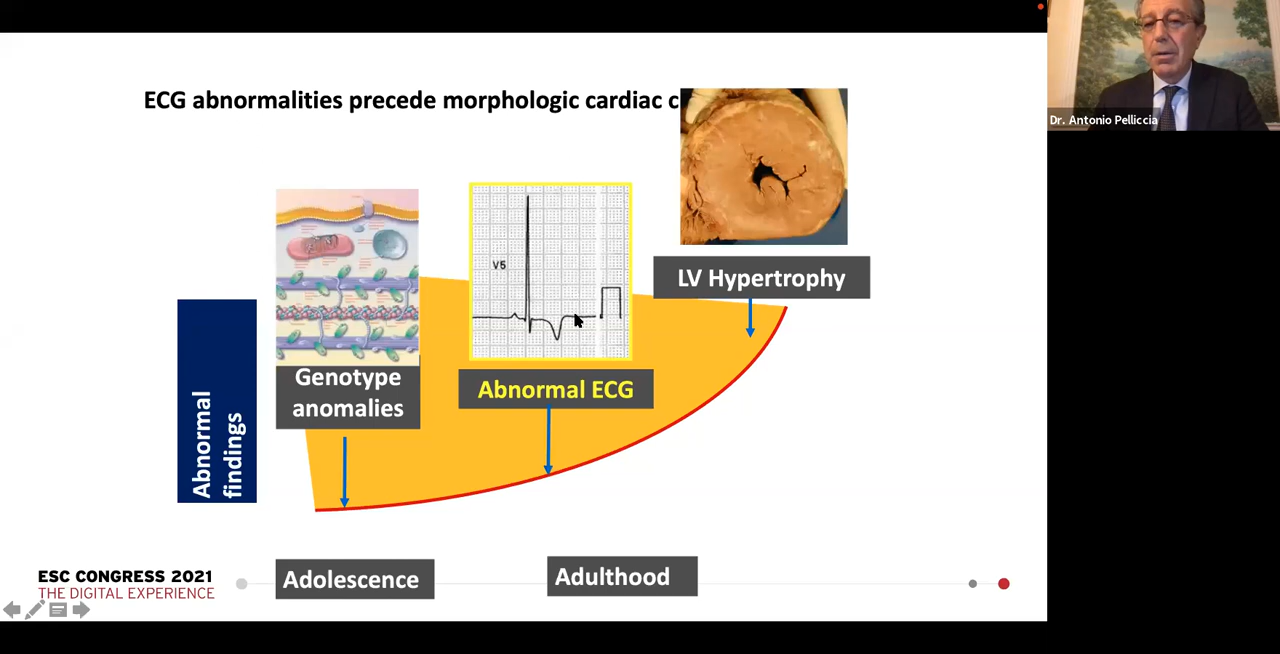 Dr. Antonio Pelliccia
ECG abnormalities precede morphologic cardiac c
V5
LV Hypertrophy
Genotype
anomalies
Abnormal ECG
Abnormal
findings
Adolescence
Adulthood
ESC CONGRESS 2021
THE DIGITAL EXPERIENCE